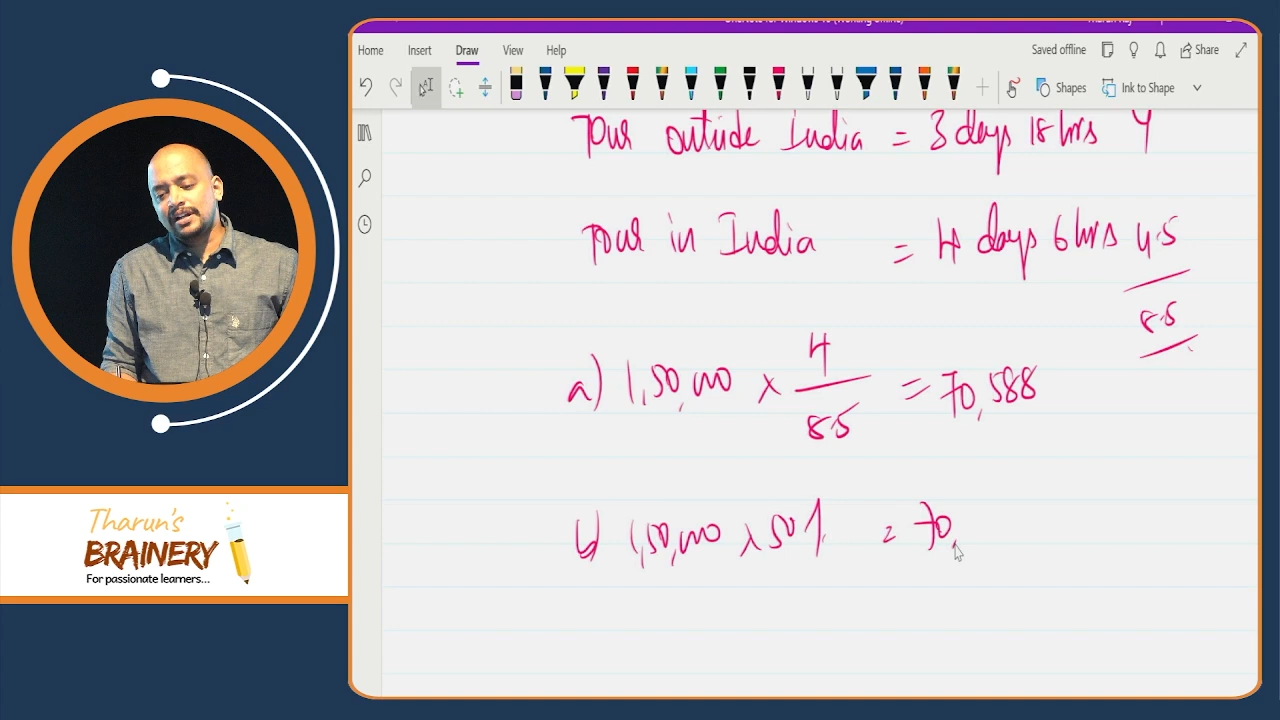 Home Insert Draw View Help Saved offline Share
Shapes Ink to Shape
Tour outside India = 3 days 18 hrs 4
Tour in India = 4 days 6 hrs 4.5
8.5
a) 1,50,000 × 4/8.5 = 70,588
b) 1,50,000 × 50% = 70,
Tharun's
BRAINERY
For passionate learners...